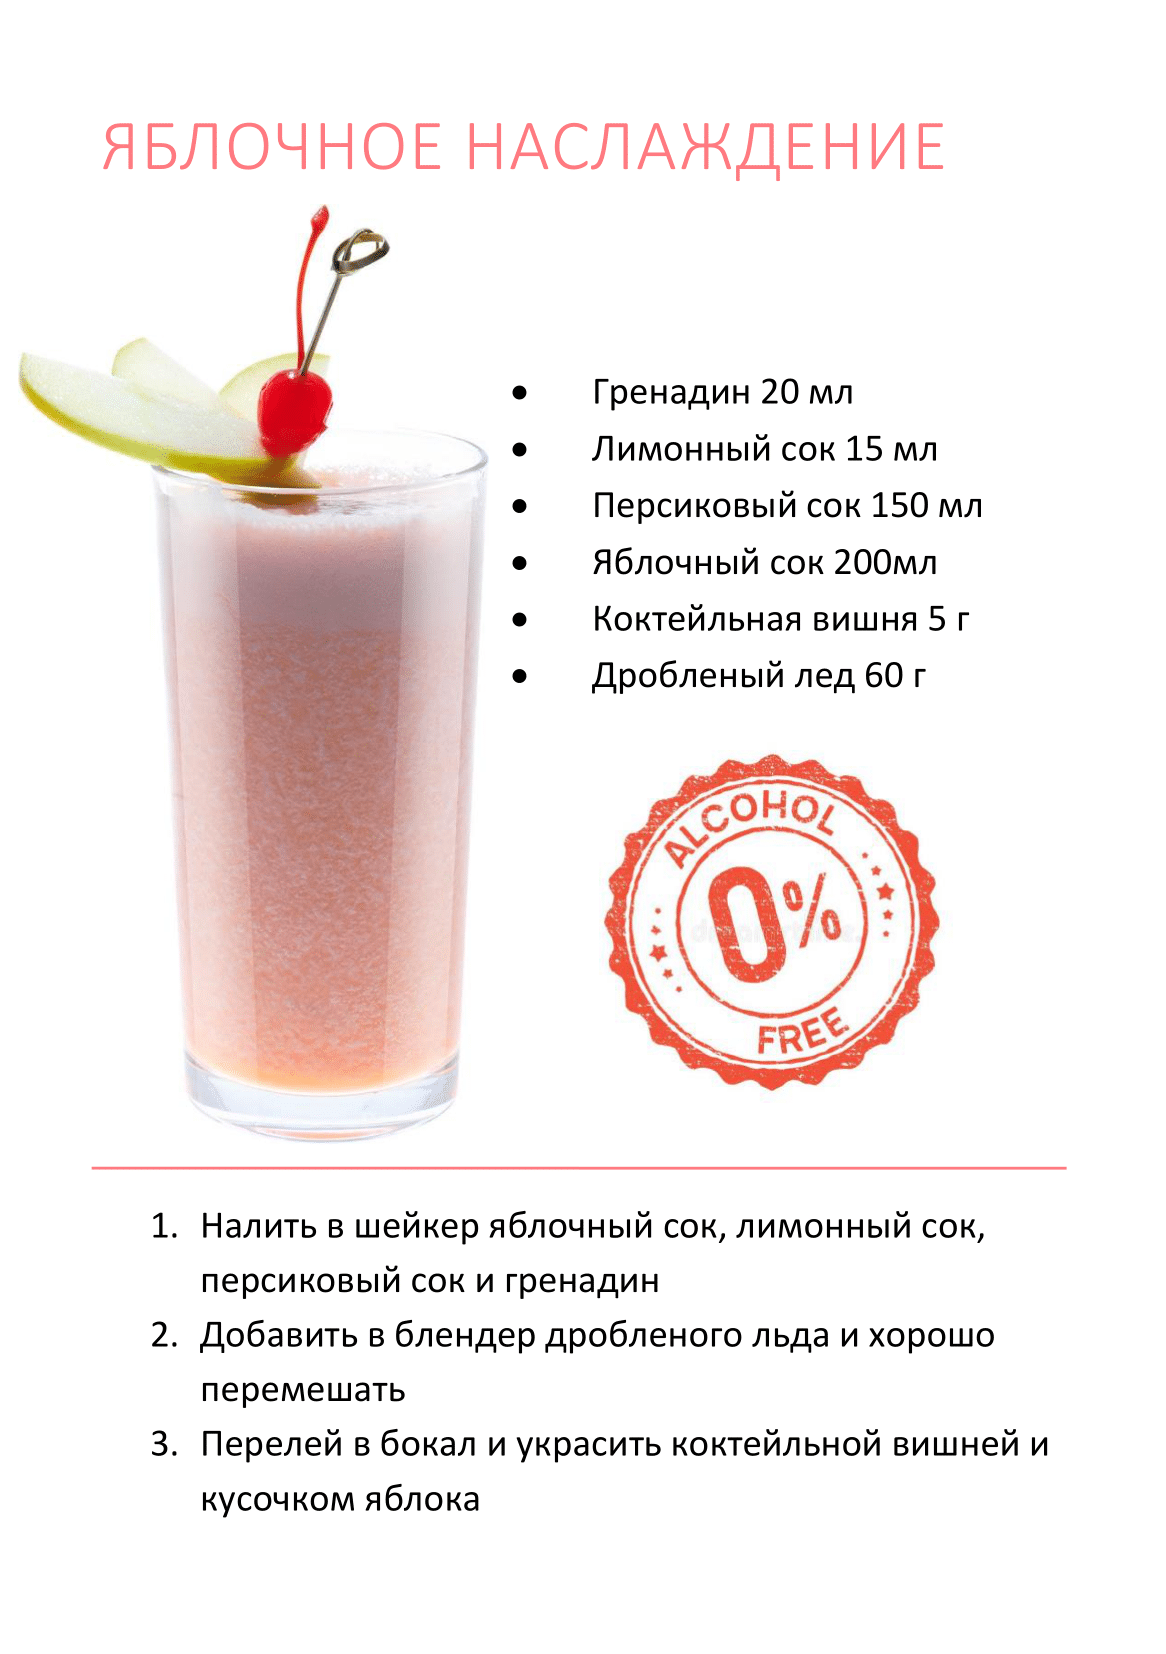 ЯБЛОЧНОЕ НАСЛАЖДЕНИЕ
• Гренадин 20 мл
• Лимонный сок 15 мл
• Персиковый сок 150 мл
• Яблочный сок 200мл
• Коктейльная вишня 5 г
• Дробленый лед 60 г
ALCOHOL
0%
FREE
1. Налить в шейкер яблочный сок, лимонный сок,
персиковый сок и гренадин
2. Добавить в блендер дробленого льда и хорошо
перемешать
3. Перелей в бокал и украсить коктейльной вишней и
кусочком яблока